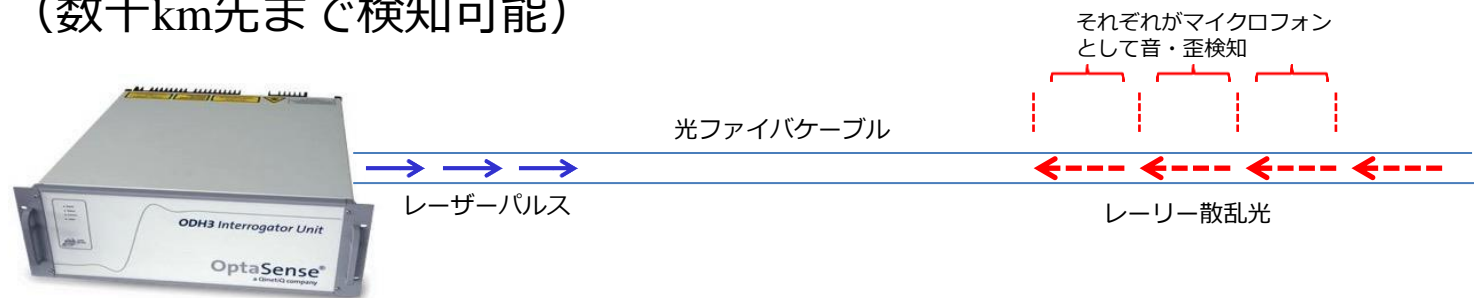 （数十km先まで検知可能）
それぞれがマイクロフォン
として音・歪検知
光ファイバケーブル
レーザーパルス
レーリー散乱光
ODH3 Interrogator Unit
OptaSense®
a QinetiQ company